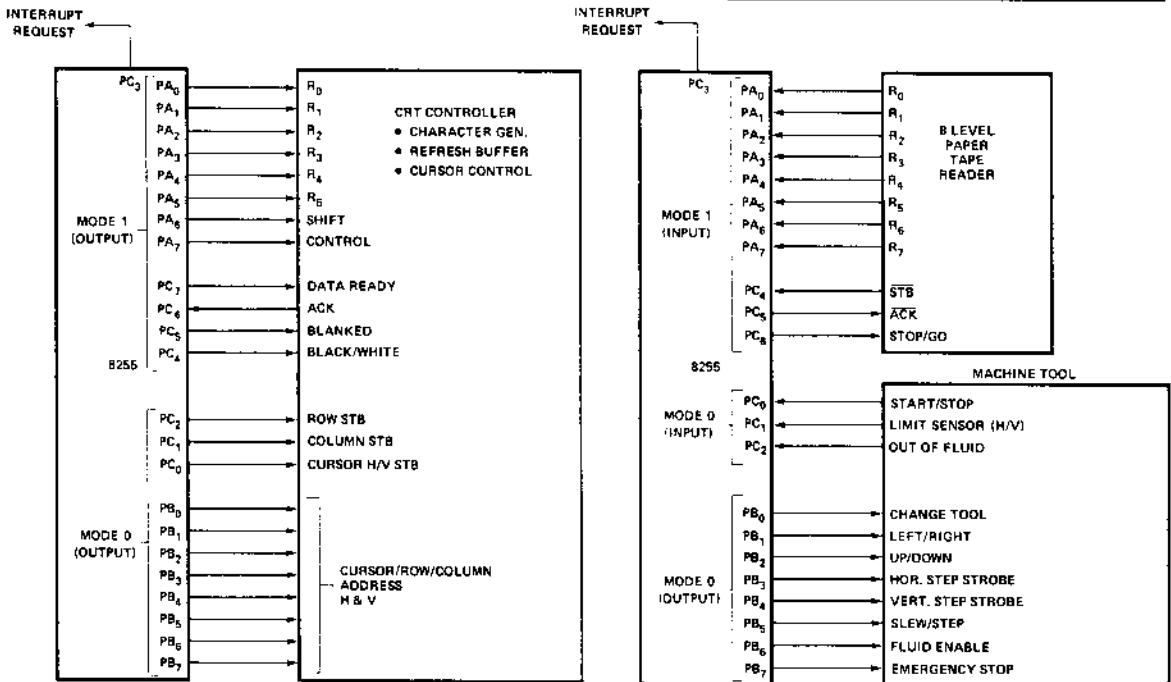 INTERRUPT
REQUEST
PC3 PA0 R0
PA1 R1
PA2 R2
PA3 R3
PA4 R4
PA5 R5
PA6 SHIFT
PA7 CONTROL
CRT CONTROLLER
• CHARACTER GEN.
• REFRESH BUFFER
• CURSOR CONTROL
MODE 1
(OUTPUT)
PC7 DATA READY
PC6 ACK
PC5 BLANKED
PC4 BLACK/WHITE
8255
PC2 ROW STB
PC1 COLUMN STB
PC0 CURSOR H/V STB
MODE 0
(OUTPUT)
PB0
PB1
PB2
PB3
PB4
PB5
PB6
PB7
CURSOR/ROW/COLUMN
ADDRESS
H & V
INTERRUPT
REQUEST
PC3 PA0 R0
PA1 R1
PA2 R2
PA3 R3
PA4 R4
PA5 R5
PA6 R6
PA7 R7
8 LEVEL
PAPER
TAPE
READER
MODE 1
(INPUT)
PC4 STB
PC5 ACK
PC6 STOP/GO
8255
MACHINE TOOL
MODE 0
(INPUT)
PC0 START/STOP
PC1 LIMIT SENSOR (H/V)
PC2 OUT OF FLUID
MODE 0
(OUTPUT)
PB0 CHANGE TOOL
PB1 LEFT/RIGHT
PB2 UP/DOWN
PB3 HOR. STEP STROBE
PB4 VERT. STEP STROBE
PB5 SLEW/STEP
PB6 FLUID ENABLE
PB7 EMERGENCY STOP